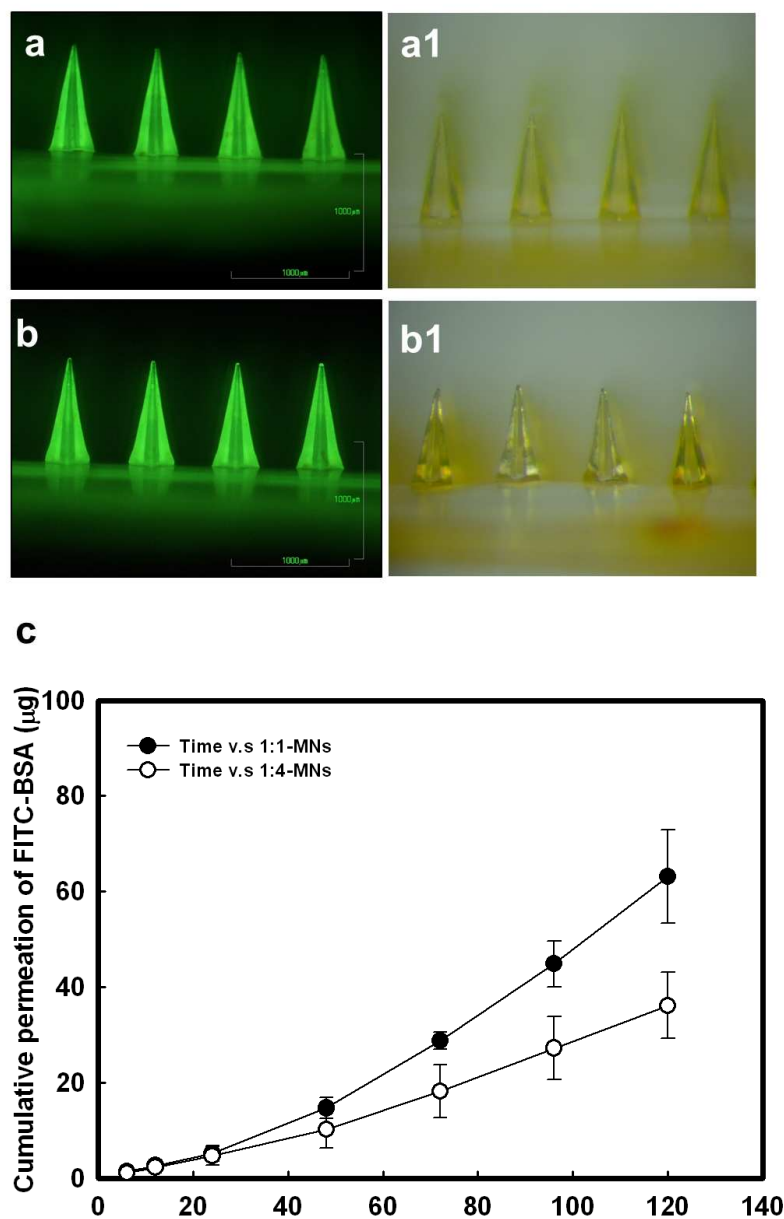 a
1000µm
1000µm
a1
b
1000µm
1000µm
b1
c
Cumulative permeation of FITC-BSA (µg)
100
80
60
40
20
0
Time v.s 1:1-MNs
Time v.s 1:4-MNs
0 20 40 60 80 100 120 140